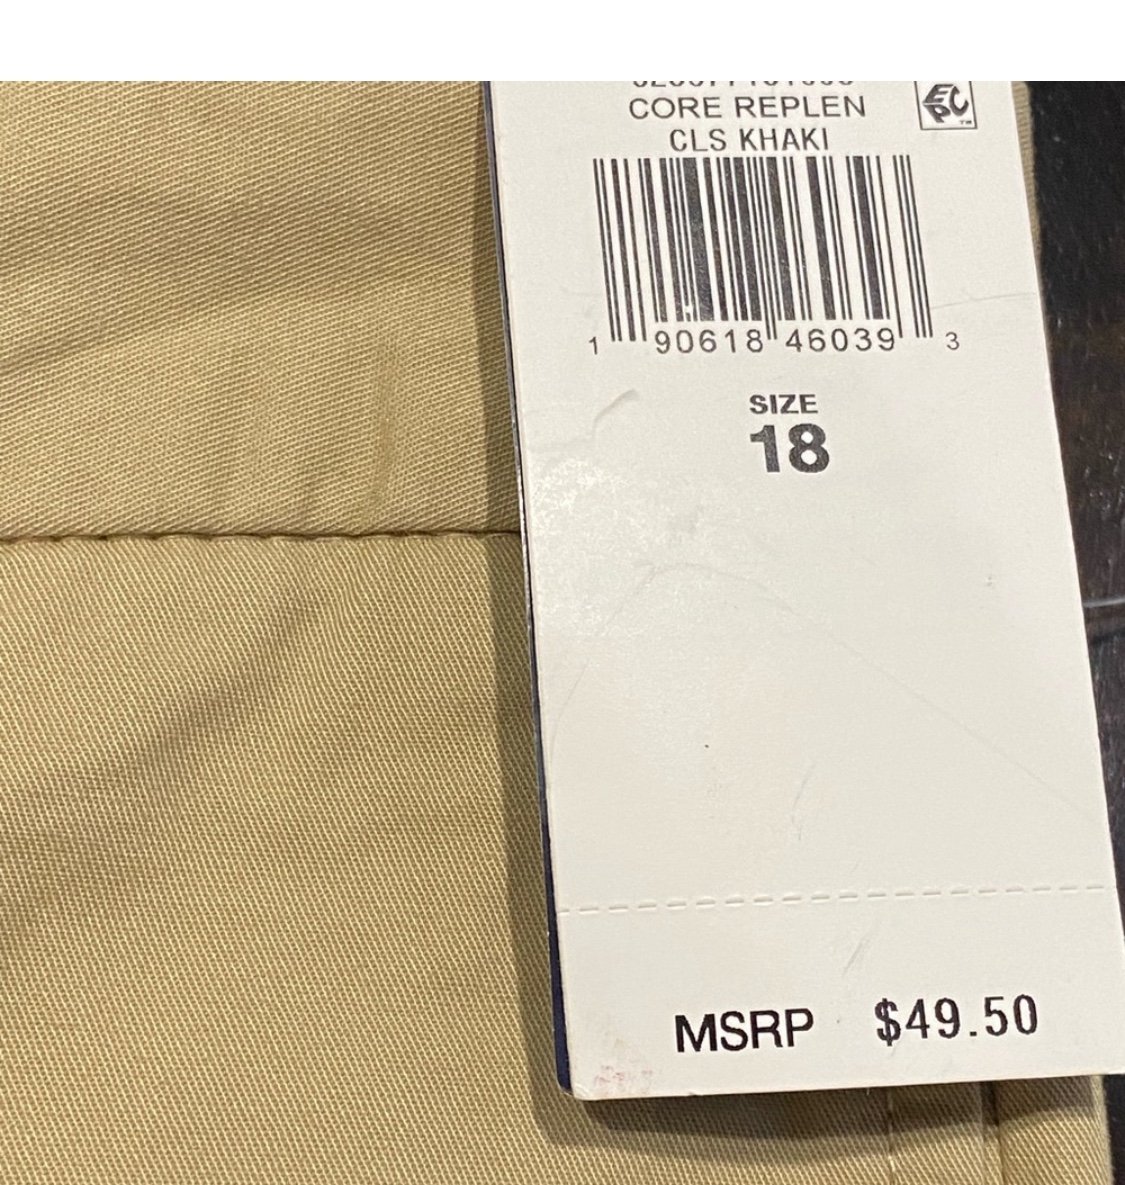 CORE REPLEN
CLS KHAKI
1 90618 46039 3
SIZE
18
MSRP $49.50